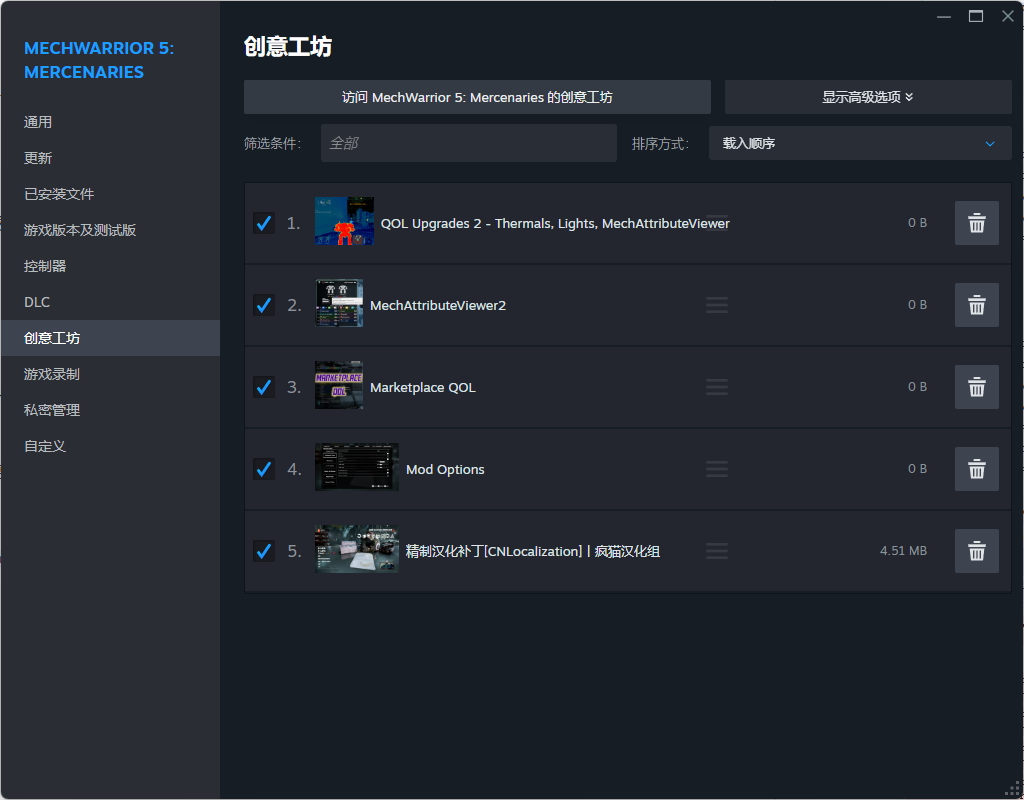 MECHWARRIOR 5:
MERCENARIES
通用
更新
已安装文件
游戏版本及测试版
控制器
DLC
创意工坊
游戏录制
私密管理
自定义
创意工坊
访问 MechWarrior 5: Mercenaries 的创意工坊
显示高级选项
筛选条件: 全部 排序方式: 载入顺序
1. QOL Upgrades 2 - Thermals, Lights, MechAttributeViewer 0 B
2. MechAttributeViewer2 0 B
3. MARKETPLACE QOL Marketplace QOL 0 B
4. Mod Options 0 B
5. 精制汉化补丁[CNLocalization]丨疯猫汉化组 4.51 MB